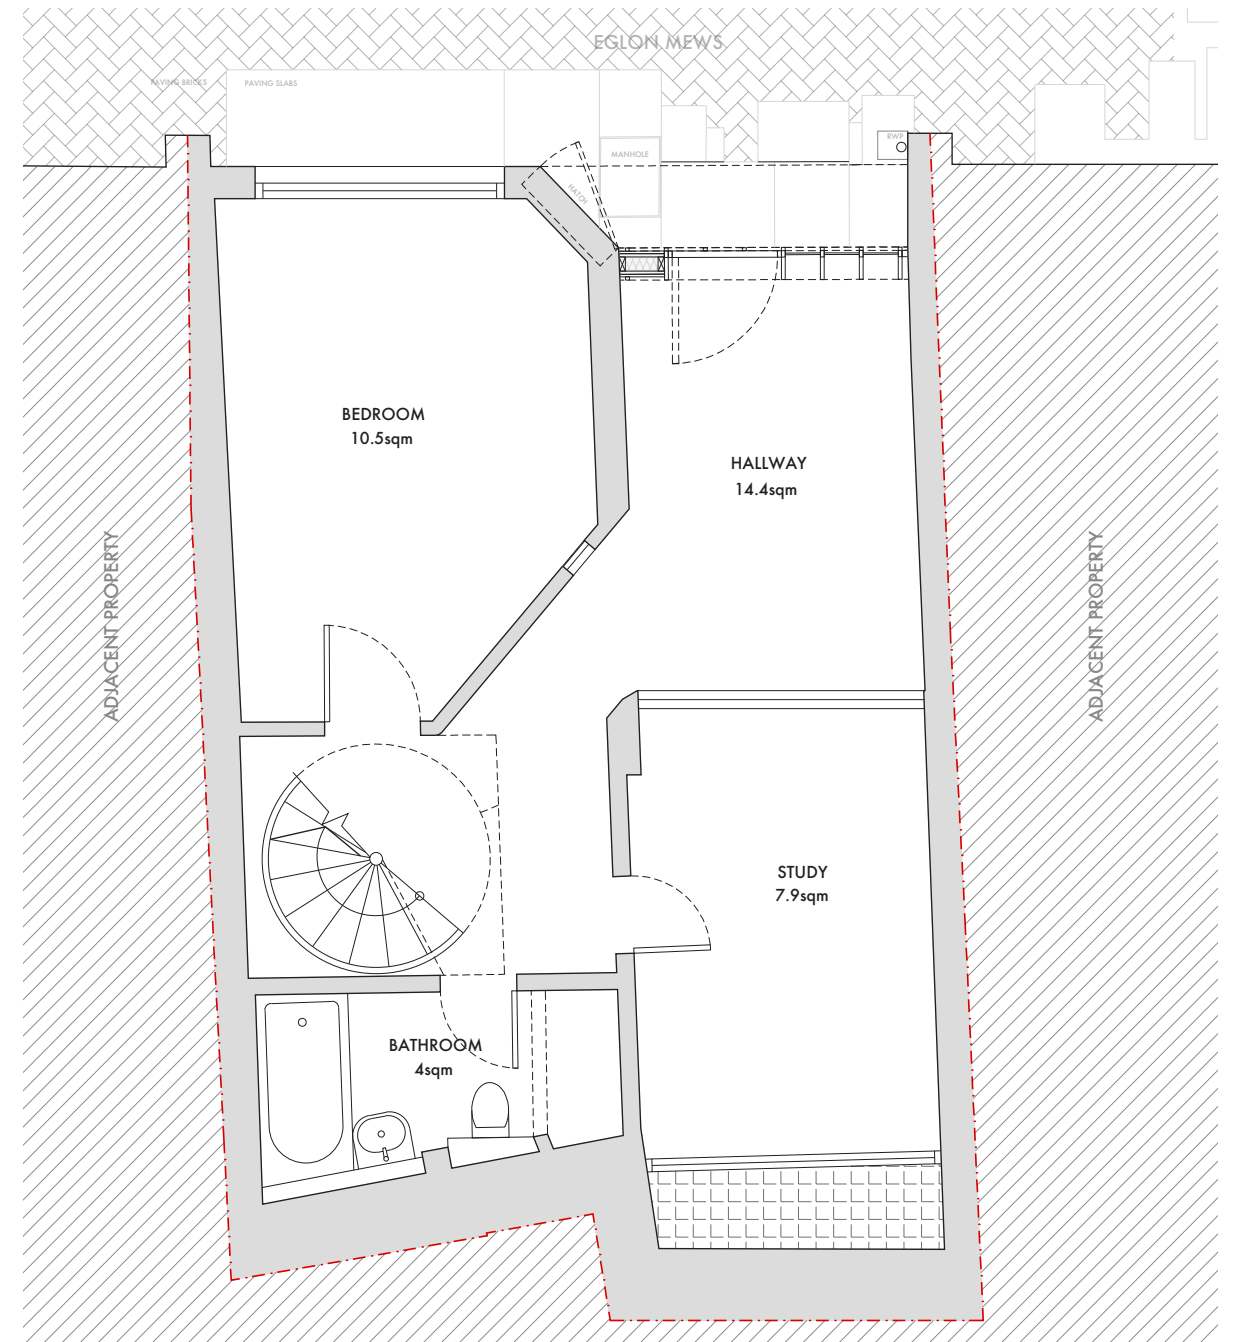 EGLON MEWS
PAVING BRICKS
PAVING SLABS
RWP
MANHOLE
HATCH
BEDROOM
10.5sqm
HALLWAY
14.4sqm
ADJACENT PROPERTY
ADJACENT PROPERTY
STUDY
7.9sqm
BATHROOM
4sqm